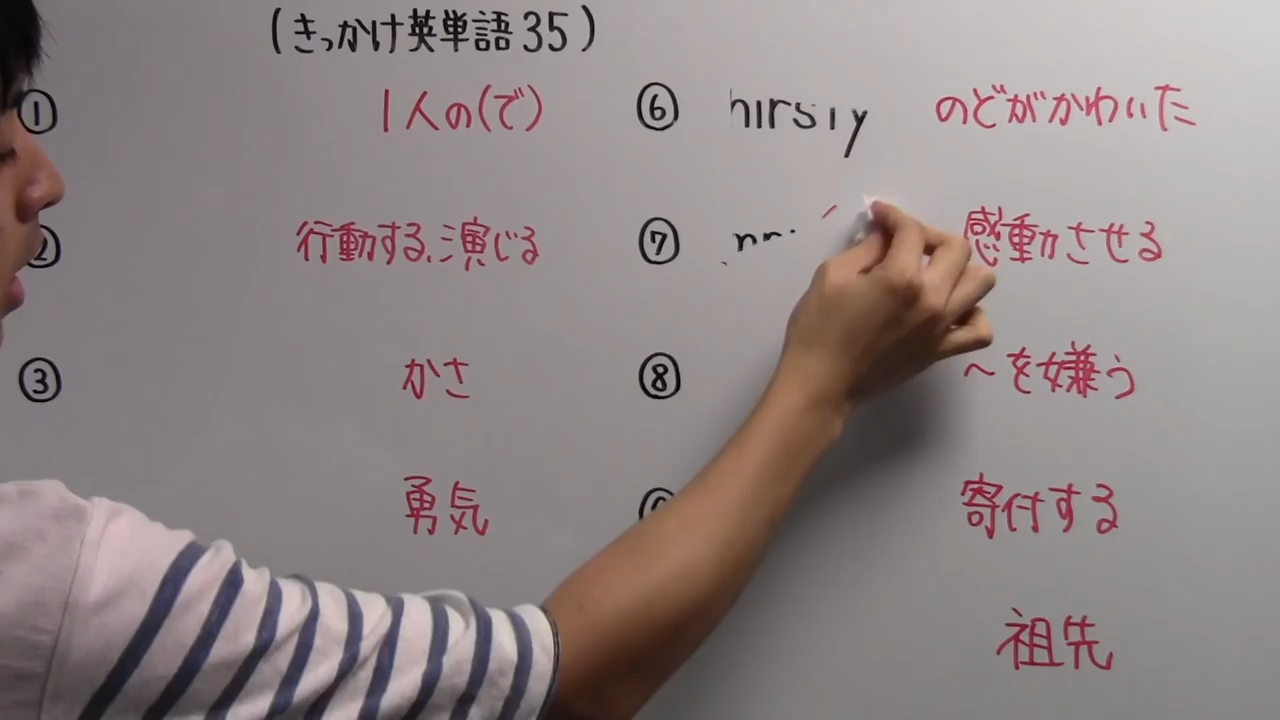 (きっかけ英単語35)
① 1人の(で)
② 行動する、演じる
③ かさ
勇気
⑥ のどがかわいた
⑦ 感動させる
⑧ ~を嫌う
寄付する
祖先